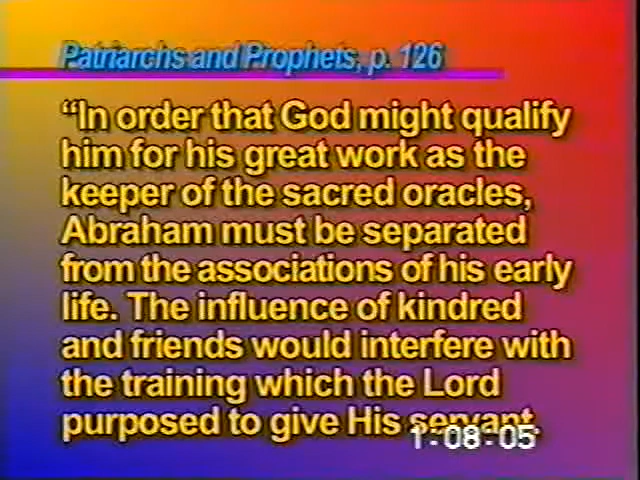 Patriarchs and Prophets, p. 126
“In order that God might qualify
him for his great work as the
keeper of the sacred oracles,
Abraham must be separated
from the associations of his early
life. The influence of kindred
and friends would interfere with
the training which the Lord
purposed to give His servant.
1:08:05